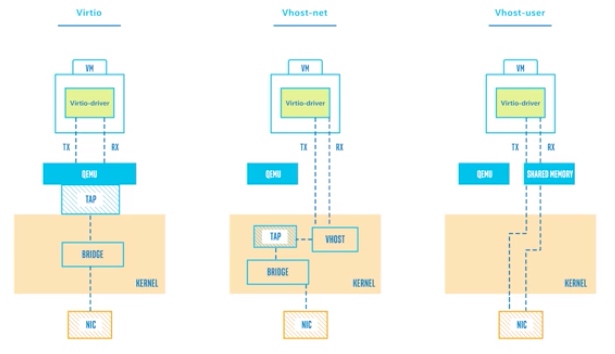 Virtio
VM
Virtio-driver
TX
RX
QEMU
TAP
BRIDGE
KERNEL
NIC
Vhost-net
VM
Virtio-driver
TX
RX
QEMU
TAP
VHOST
BRIDGE
KERNEL
NIC
Vhost-user
VM
Virtio-driver
TX
RX
QEMU
SHARED MEMORY
KERNEL
NIC